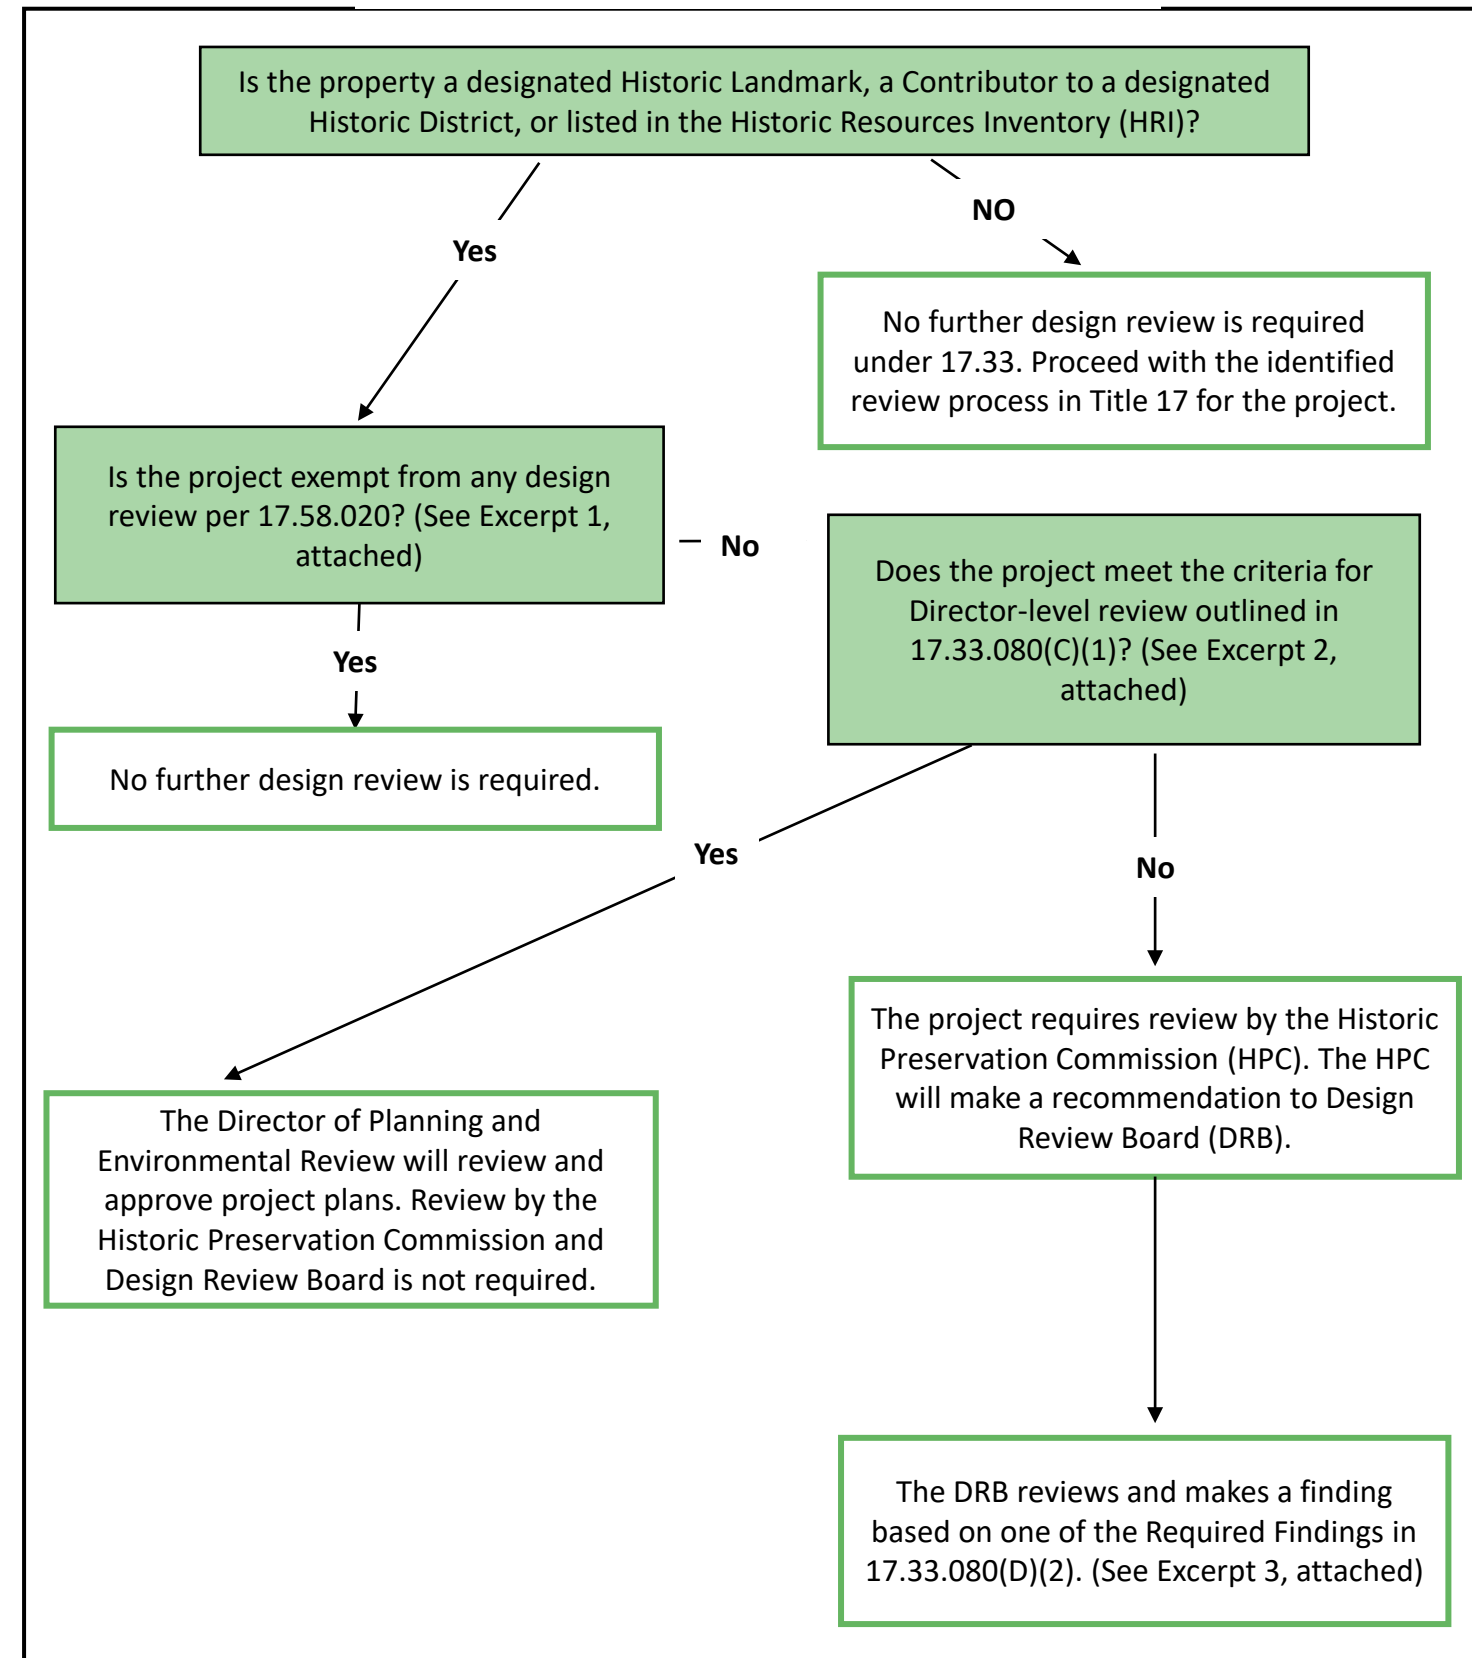 Is the property a designated Historic Landmark, a Contributor to a designated
Historic District, or listed in the Historic Resources Inventory (HRI)?
NO
Yes
No further design review is required
under 17.33. Proceed with the identified
review process in Title 17 for the project.
Is the project exempt from any design
review per 17.58.020? (See Excerpt 1,
attached)
No
Does the project meet the criteria for
Director-level review outlined in
17.33.080(C)(1)? (See Excerpt 2,
attached)
Yes
No further design review is required.
Yes
No
The project requires review by the Historic
Preservation Commission (HPC). The HPC
will make a recommendation to Design
Review Board (DRB).
The Director of Planning and
Environmental Review will review and
approve project plans. Review by the
Historic Preservation Commission and
Design Review Board is not required.
The DRB reviews and makes a finding
based on one of the Required Findings in
17.33.080(D)(2). (See Excerpt 3, attached)